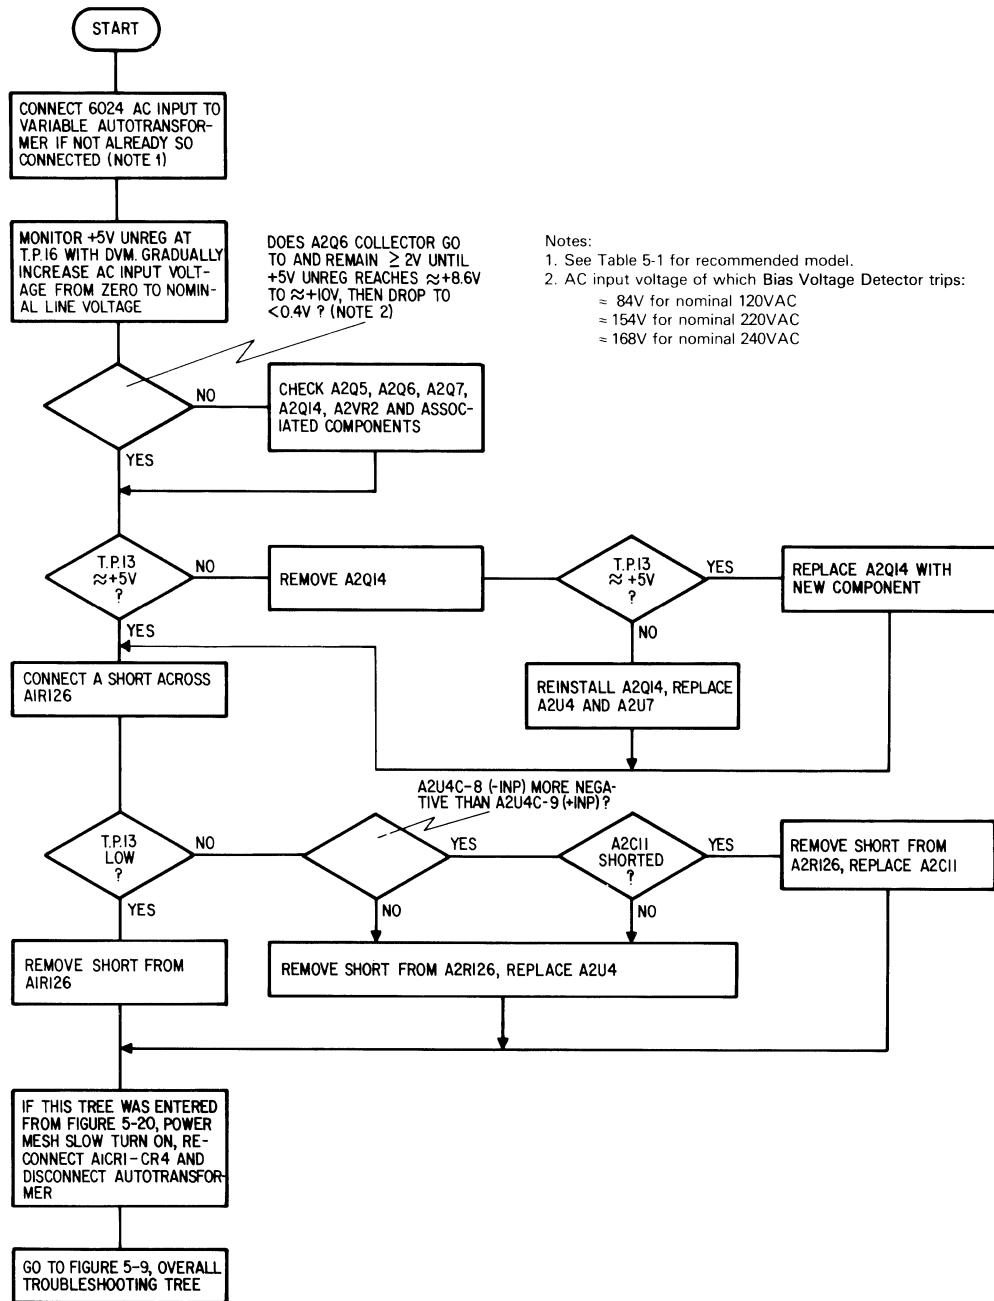 START
CONNECT 6024 AC INPUT TO
VARIABLE AUTOTRANSFOR-
MER IF NOT ALREADY SO
CONNECTED (NOTE 1)
MONITOR +5V UNREG AT
T.P.16 WITH DVM. GRADUALLY
INCREASE AC INPUT VOLT-
AGE FROM ZERO TO NOMIN-
AL LINE VOLTAGE
DOES A2Q6 COLLECTOR GO
TO AND REMAIN ≥ 2V UNTIL
+5V UNREG REACHES ≈+8.6V
TO ≈+10V, THEN DROP TO
<0.4V ? (NOTE 2)
Notes:
1. See Table 5-1 for recommended model.
2. AC input voltage of which Bias Voltage Detector trips:
≈ 84V for nominal 120VAC
≈ 154V for nominal 220VAC
≈ 168V for nominal 240VAC
NO
CHECK A2Q5, A2Q6, A2Q7,
A2Q14, A2VR2 AND ASSOC-
IATED COMPONENTS
YES
T.P.13
≈+5V
?
NO
REMOVE A2Q14
T.P.13
≈ +5V
?
YES
REPLACE A2Q14 WITH
NEW COMPONENT
YES
NO
CONNECT A SHORT ACROSS
A1R126
REINSTALL A2Q14, REPLACE
A2U4 AND A2U7
A2U4C-8 (-INP) MORE NEGA-
TIVE THAN A2U4C-9 (+INP) ?
T.P.13
LOW
?
NO
YES
A2C11
SHORTED
?
YES
REMOVE SHORT FROM
A2R126, REPLACE A2C11
YES
NO
NO
REMOVE SHORT FROM
A1R126
REMOVE SHORT FROM A2R126, REPLACE A2U4
IF THIS TREE WAS ENTERED
FROM FIGURE 5-20, POWER
MESH SLOW TURN ON, RE-
CONNECT A1CR1-CR4 AND
DISCONNECT AUTOTRANSFOR-
MER
GO TO FIGURE 5-9, OVERALL
TROUBLESHOOTING TREE